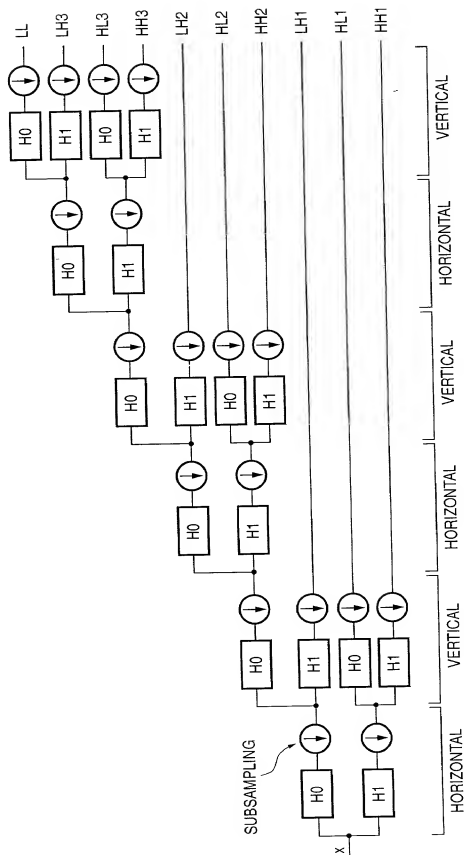 H0 LL
H0 H1 LH3
H0 HL3
H0 H1 H1 HH3
H0 H1 LH2
H0 HL2
SUBSAMPLING
H0 H1 H1 HH2
H0 H1 LH1
X
H0 HL1
H1 H1 HH1
HORIZONTAL VERTICAL HORIZONTAL VERTICAL HORIZONTAL VERTICAL